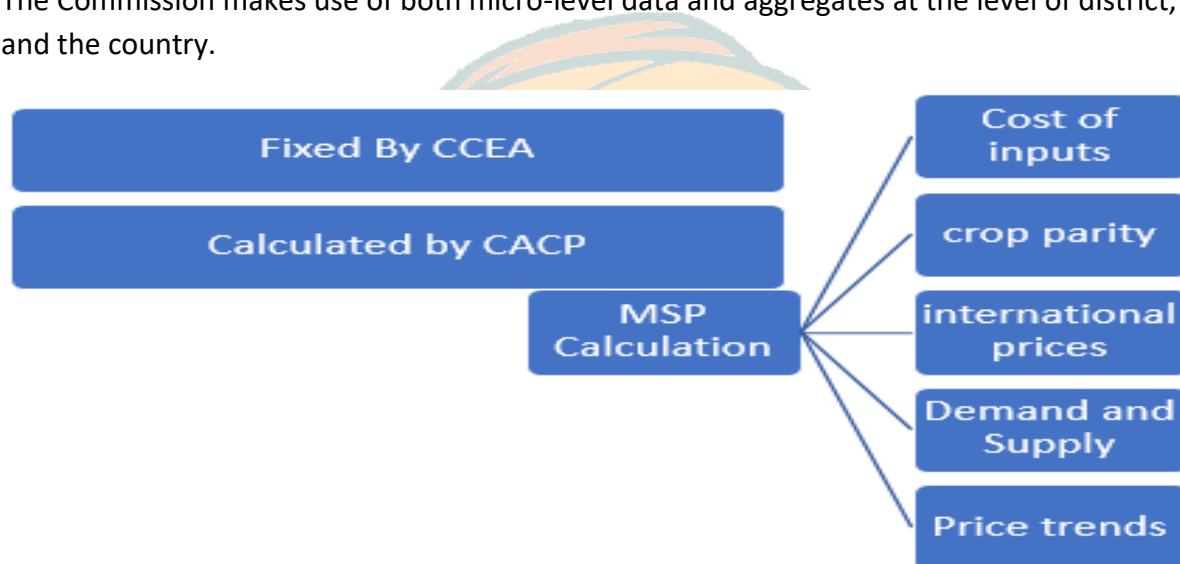 The Commission makes use of both micro-level data and aggregates at the level of district,
and the country.
Fixed By CCEA
Calculated by CACP
MSP
Calculation
Cost of
inputs
crop parity
international
prices
Demand and
Supply
Price trends